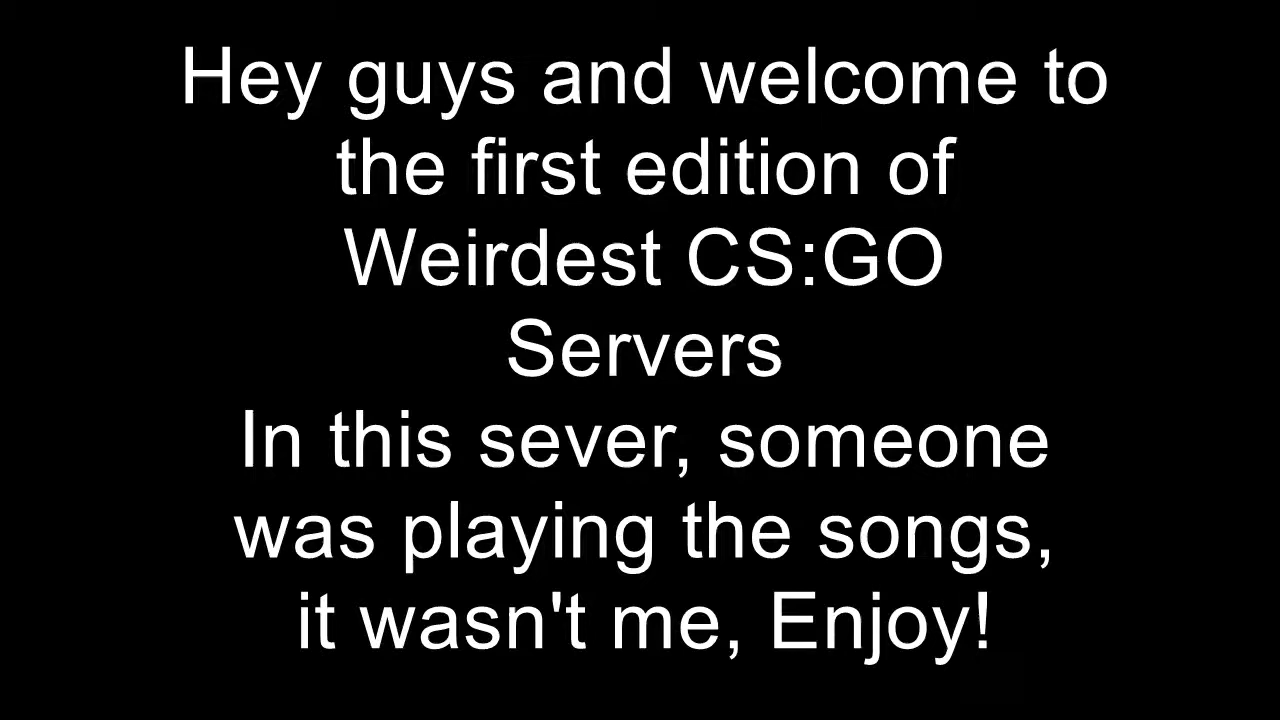 Hey guys and welcome to
the first edition of
Weirdest CS:GO
Servers
In this sever, someone
was playing the songs,
it wasn't me, Enjoy!